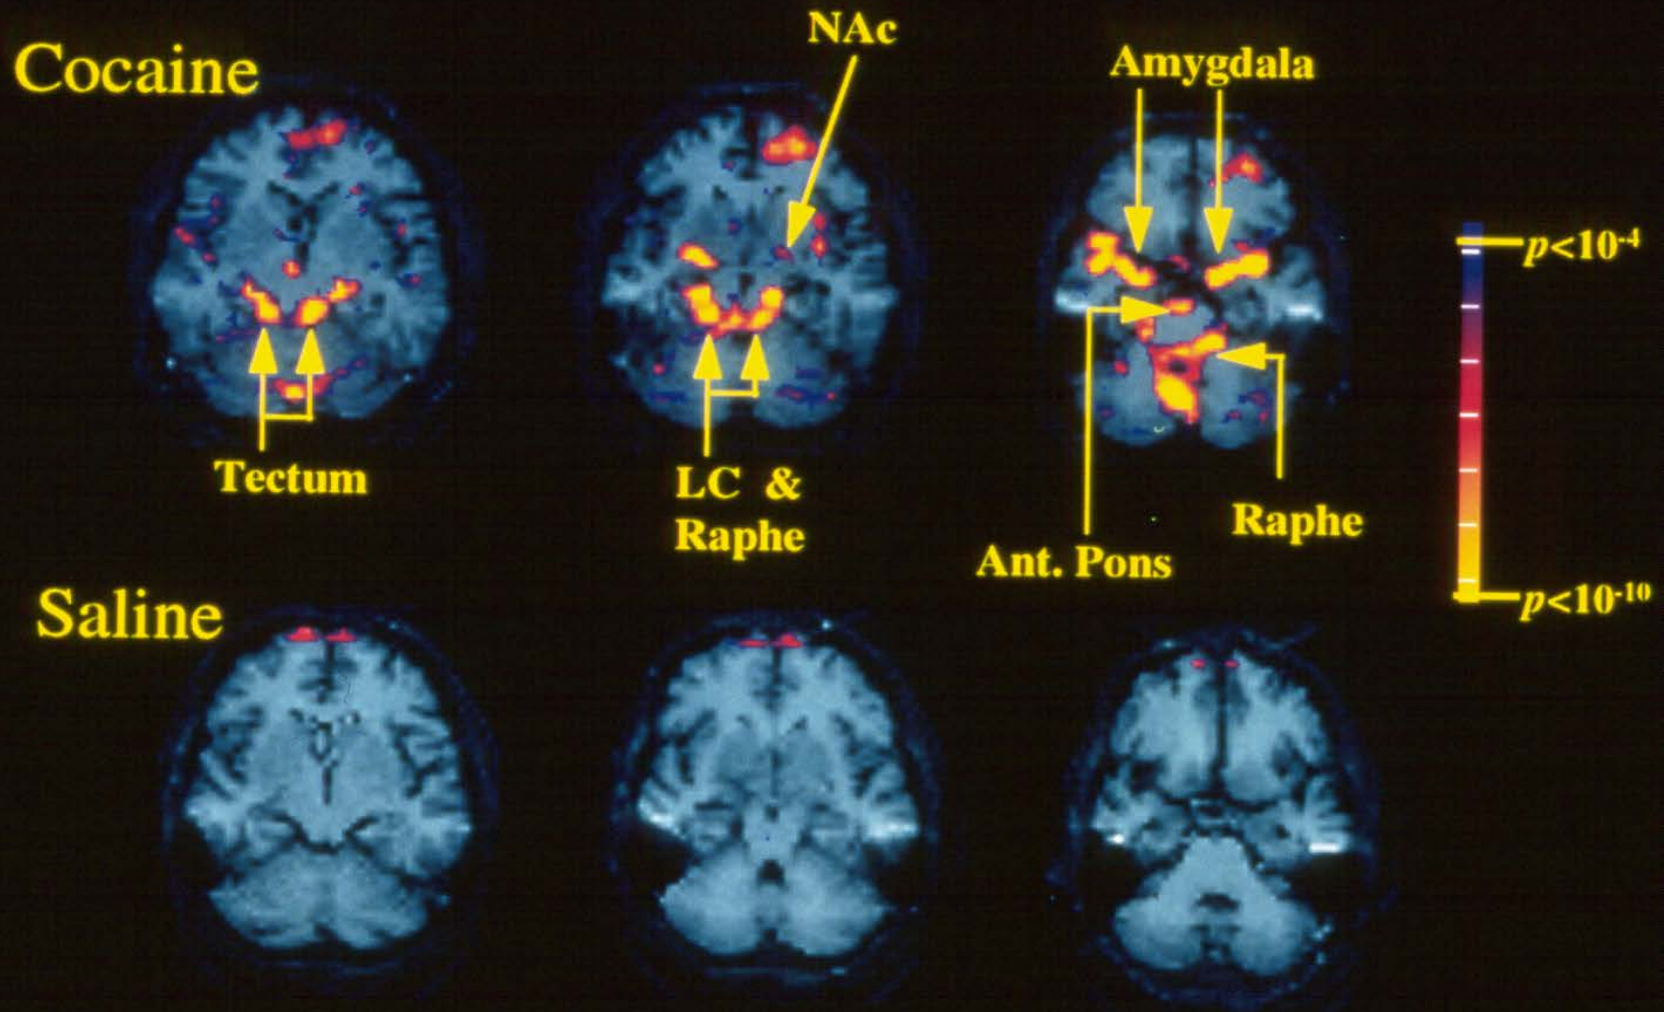 Cocaine
NAc
Amygdala
p<10⁻⁴
Tectum
LC &
Raphe
Ant. Pons
Raphe
p<10⁻¹⁰
Saline